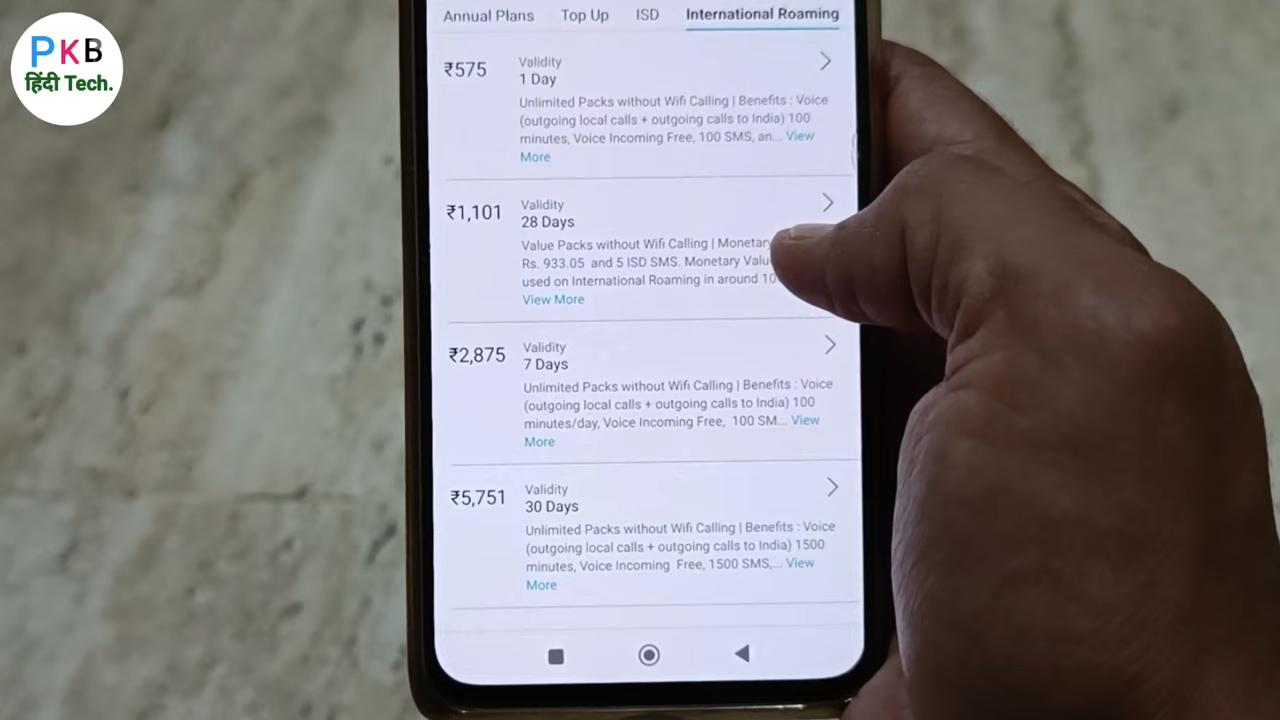 PKB
हिंदी Tech.
Annual Plans Top Up ISD International Roaming
₹575 Validity
1 Day
Unlimited Packs without Wifi Calling | Benefits : Voice
(outgoing local calls + outgoing calls to India) 100
minutes, Voice Incoming Free, 100 SMS, an... View
More
₹1,101 Validity
28 Days
Value Packs without Wifi Calling | Monetary
Rs. 933.05 and 5 ISD SMS. Monetary
used on International Roaming in around
View More
₹2,875 Validity
7 Days
Unlimited Packs without Wifi Calling | Benefits : Voice
(outgoing local calls + outgoing calls to India) 100
minutes/day, Voice Incoming Free, 100 SM... View
More
₹5,751 Validity
30 Days
Unlimited Packs without Wifi Calling | Benefits : Voice
(outgoing local calls + outgoing calls to India) 1500
minutes, Voice Incoming Free, 1500 SMS,... View
More